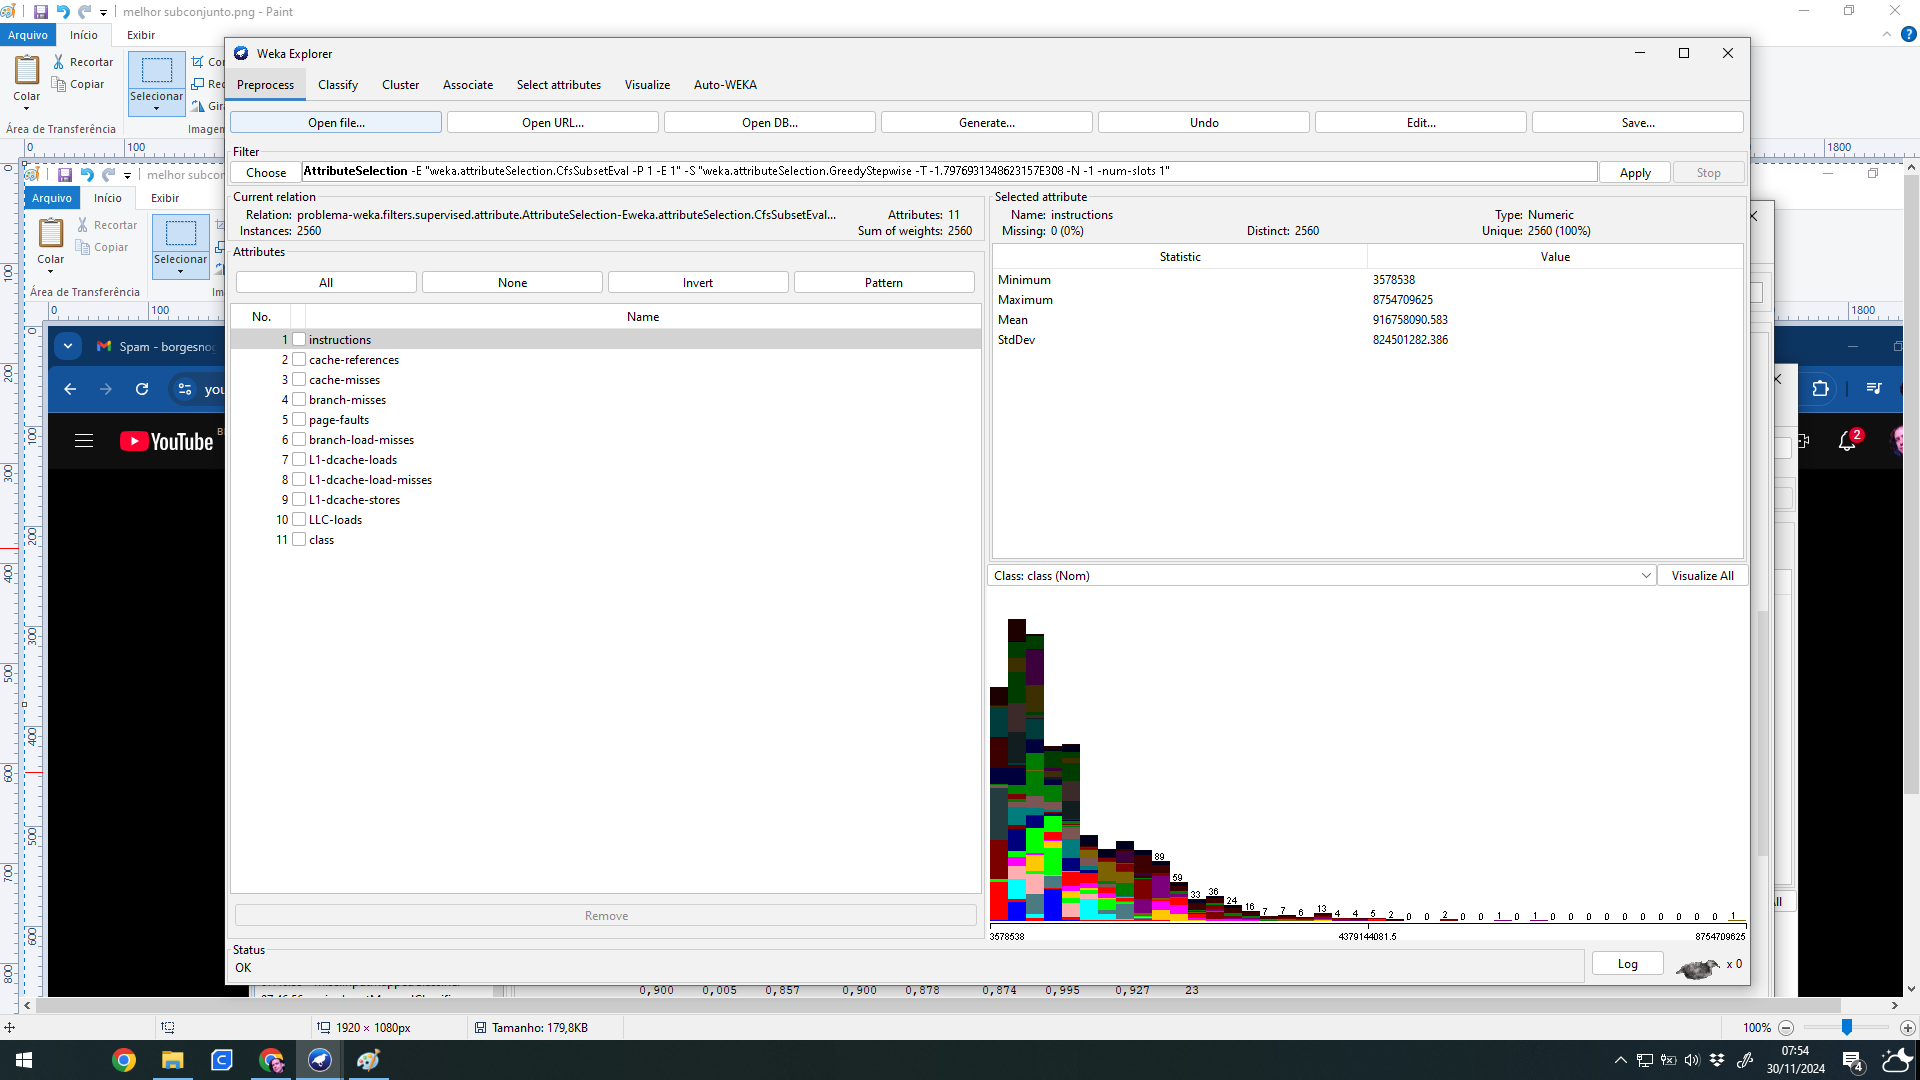 melhor subconjunto.png - Paint
Arquivo Início Exibir
Colar Recortar Copiar Selecionar
Área de Transferência
Weka Explorer
Preprocess Classify Cluster Associate Select attributes Visualize Auto-WEKA
Open file... Open URL... Open DB... Generate... Undo Edit... Save...
Filter
Choose AttributeSelection -E "weka.attributeSelection.CfsSubsetEval -P 1 -E 1" -S "weka.attributeSelection.GreedyStepwise -T -1.7976931348623157E308 -N -1 -num-slots 1" Apply Stop
Current relation
Relation: problema-weka.filters.supervised.attribute.AttributeSelection-Eweka.attributeSelection.CfsSubsetEval... Attributes: 11
Instances: 2560 Sum of weights: 2560
Attributes
All None Invert Pattern
No. Name
1 instructions
2 cache-references
3 cache-misses
4 branch-misses
5 page-faults
6 branch-load-misses
7 L1-dcache-loads
8 L1-dcache-load-misses
9 L1-dcache-stores
10 LLC-loads
11 class
Remove
Status
OK
Selected attribute
Name: instructions Type: Numeric
Missing: 0 (0%) Distinct: 2560 Unique: 2560 (100%)
Statistic Value
Minimum 3578538
Maximum 8754709625
Mean 916758090.583
StdDev 824501282.386
Class: class (Nom) Visualize All
89 59 33 36 24 16 7 7 6 13 4 4 5 2 0 0 2 0 0 1 0 1 0 0 0 0 0 0 0 0 0 0 1
3578538 4379144081.5 8754709625
Log x 0
Arquivo Início Exibir
Colar Recortar Copiar Selecionar
Área de Transferência
Spam - borgesno
YouTube
2
0,900 0,005 0,857 0,900 0,878 0,874 0,995 0,927 23
1920 × 1080px Tamanho: 179,8KB 100%
07:54
30/11/2024
4